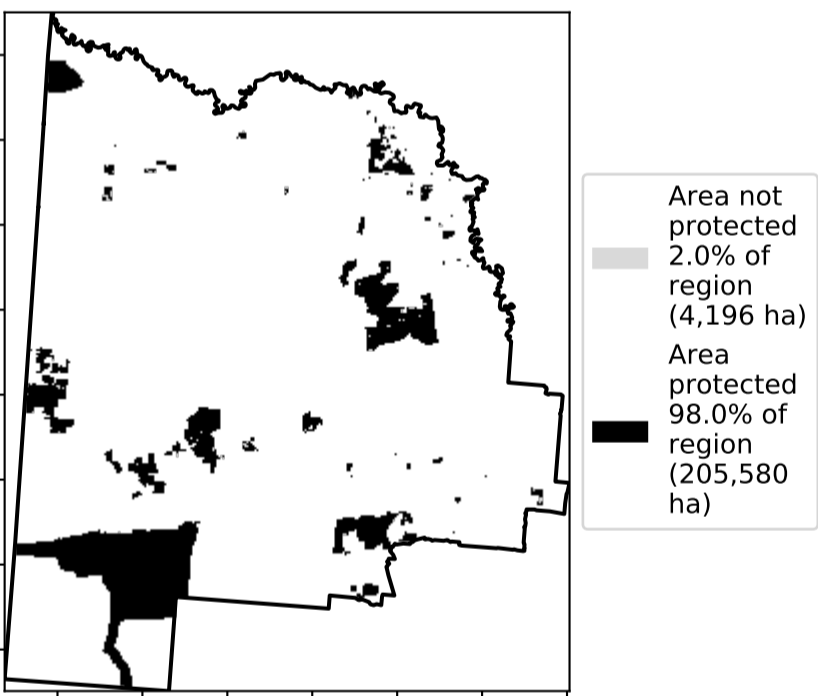 Area not
protected
2.0% of
region
(4,196 ha)
Area
protected
98.0% of
region
(205,580
ha)